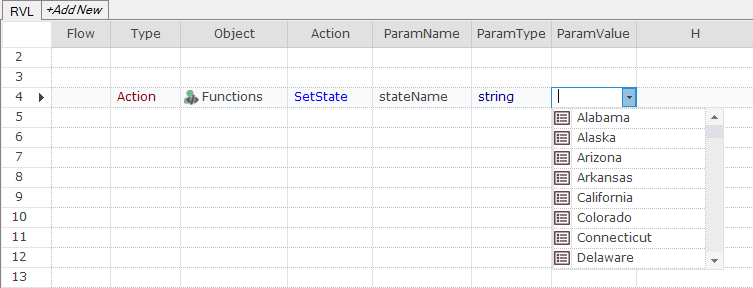 RVL +Add New
Flow Type Object Action ParamName ParamType ParamValue H
2
3
4 Action Functions SetState stateName string
5 Alabama
6 Alaska
7 Arizona
8 Arkansas
9 California
10 Colorado
11 Connecticut
12 Delaware
13